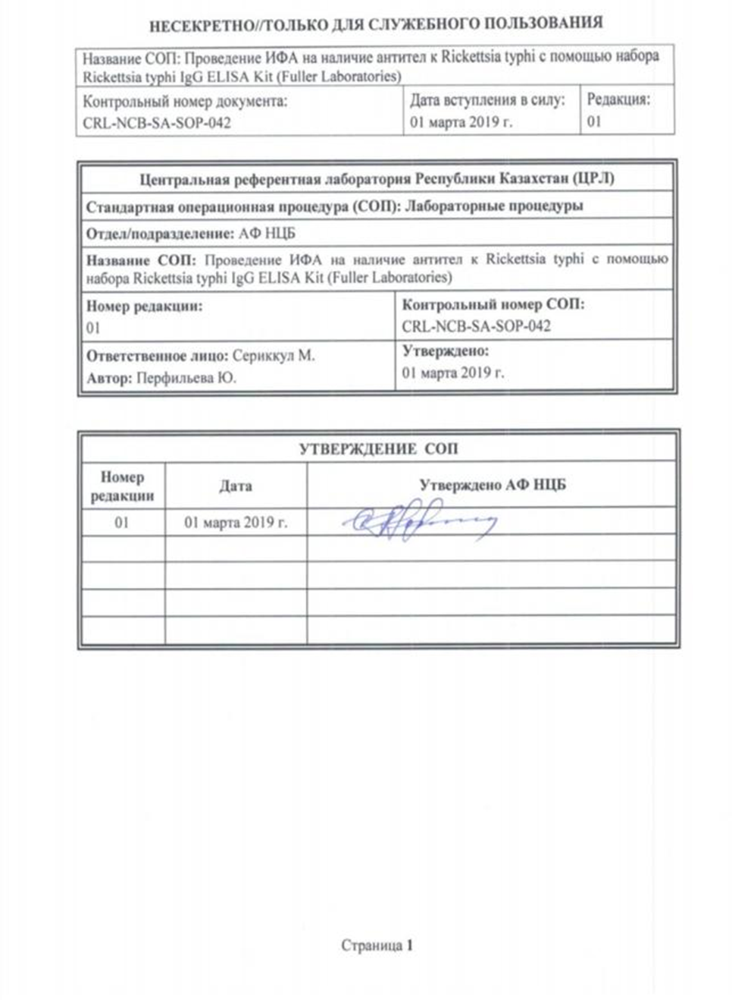 НЕСЕКРЕТНО//ТОЛЬКО ДЛЯ СЛУЖЕБНОГО ПОЛЬЗОВАНИЯ
Название СОП: Проведение ИФА на наличие антител к Rickettsia typhi с помощью набора
Rickettsia typhi IgG ELISA Kit (Fuller Laboratories)
Контрольный номер документа:
CRL-NCB-SA-SOP-042
Дата вступления в силу:
01 марта 2019 г.
Редакция:
01
Центральная референтная лаборатория Республики Казахстан (ЦРЛ)
Стандартная операционная процедура (СОП): Лабораторные процедуры
Отдел/подразделение: АФ НЦБ
Название СОП: Проведение ИФА на наличие антител к Rickettsia typhi с помощью
набора Rickettsia typhi IgG ELISA Kit (Fuller Laboratories)
Номер редакции:
01
Контрольный номер СОП:
CRL-NCB-SA-SOP-042
Ответственное лицо: Сериккул М.
Автор: Перфильева Ю.
Утверждено:
01 марта 2019 г.
УТВЕРЖДЕНИЕ СОП
Номер
редакции
Дата
Утверждено АФ НЦБ
01
01 марта 2019 г.
Страница 1